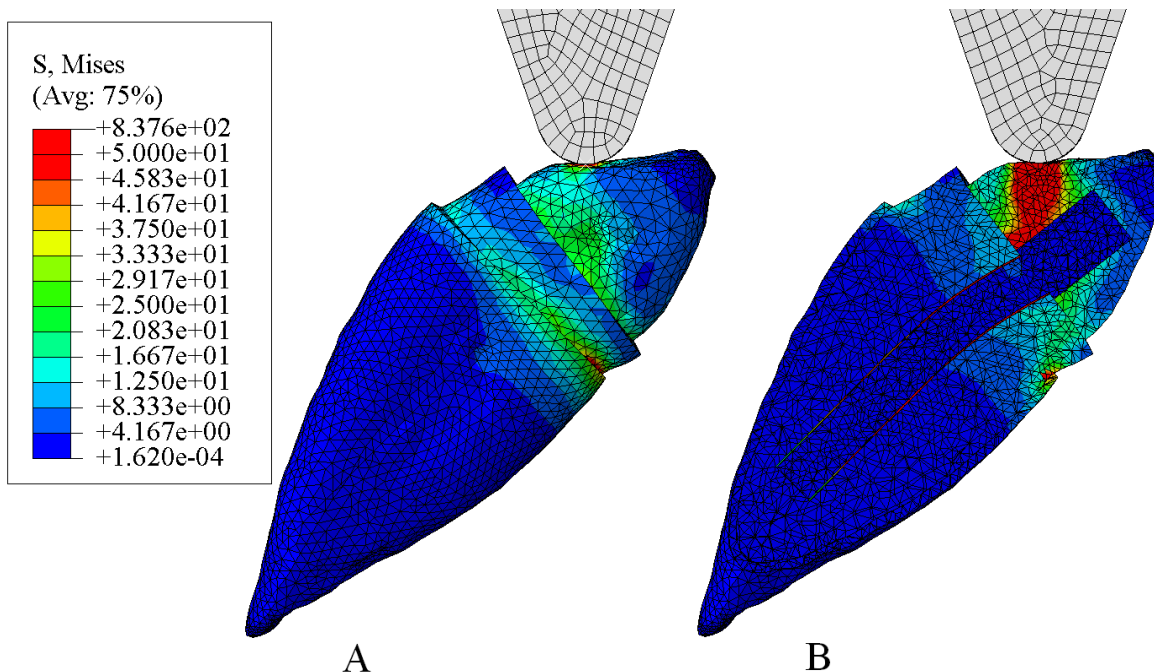 S, Mises
(Avg: 75%)
+8.376e+02
+5.000e+01
+4.583e+01
+4.167e+01
+3.750e+01
+3.333e+01
+2.917e+01
+2.500e+01
+2.083e+01
+1.667e+01
+1.250e+01
+8.333e+00
+4.167e+00
+1.620e-04
A
B